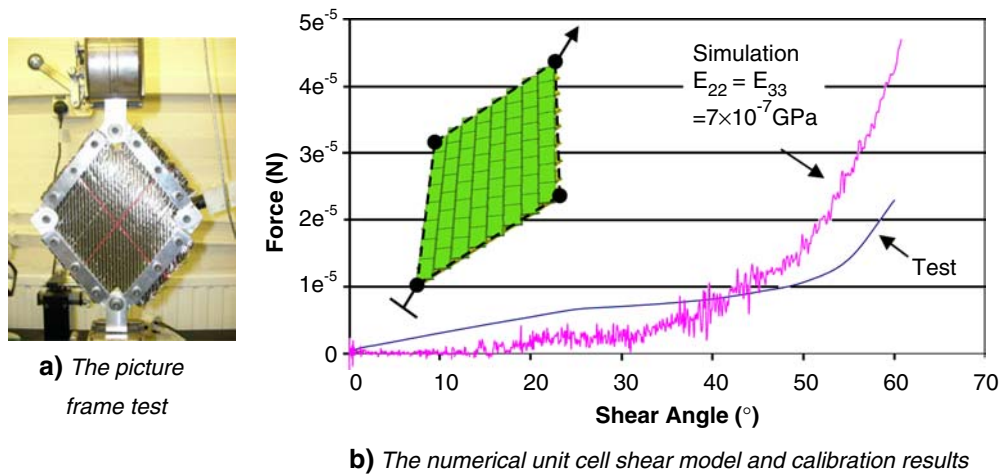 a) The picture
frame test
5e⁻⁵
4e⁻⁵
3e⁻⁵
2e⁻⁵
1e⁻⁵
0
Force (N)
Simulation
E₂₂ = E₃₃
=7×10⁻⁷GPa
Test
0 10 20 30 40 50 60 70
Shear Angle (°)
b) The numerical unit cell shear model and calibration results